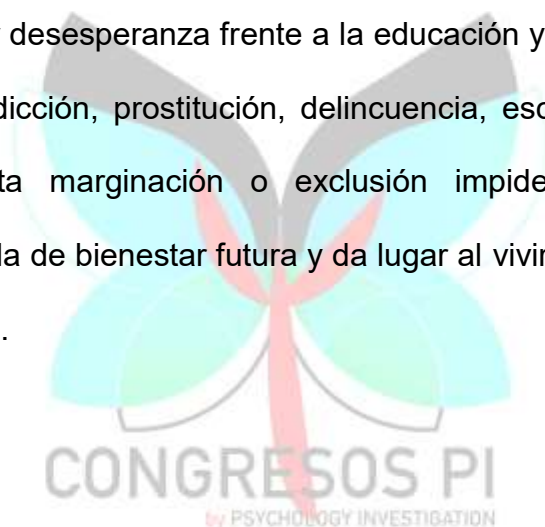 desesperanza frente a la educación y
dicción, prostitución, delincuencia, esc
ta marginación o exclusión impide
la de bienestar futura y da lugar al vivir
.
CONGRESOS PI
by PSYCHOLOGY INVESTIGATION